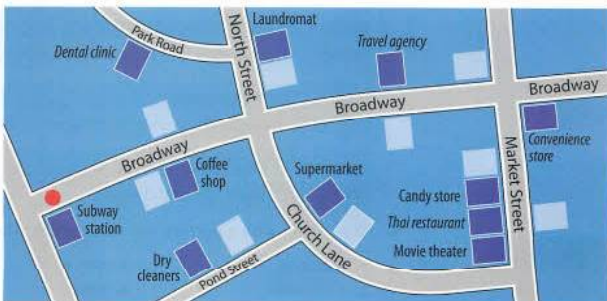 Park Road
North Street
Laundromat
Dental clinic
Travel agency
Broadway
Broadway
Broadway
Convenience
store
Coffee
shop
Supermarket
Market Street
Candy store
Thai restaurant
Movie theater
Subway
station
Church Lane
Dry
cleaners
Pond Street